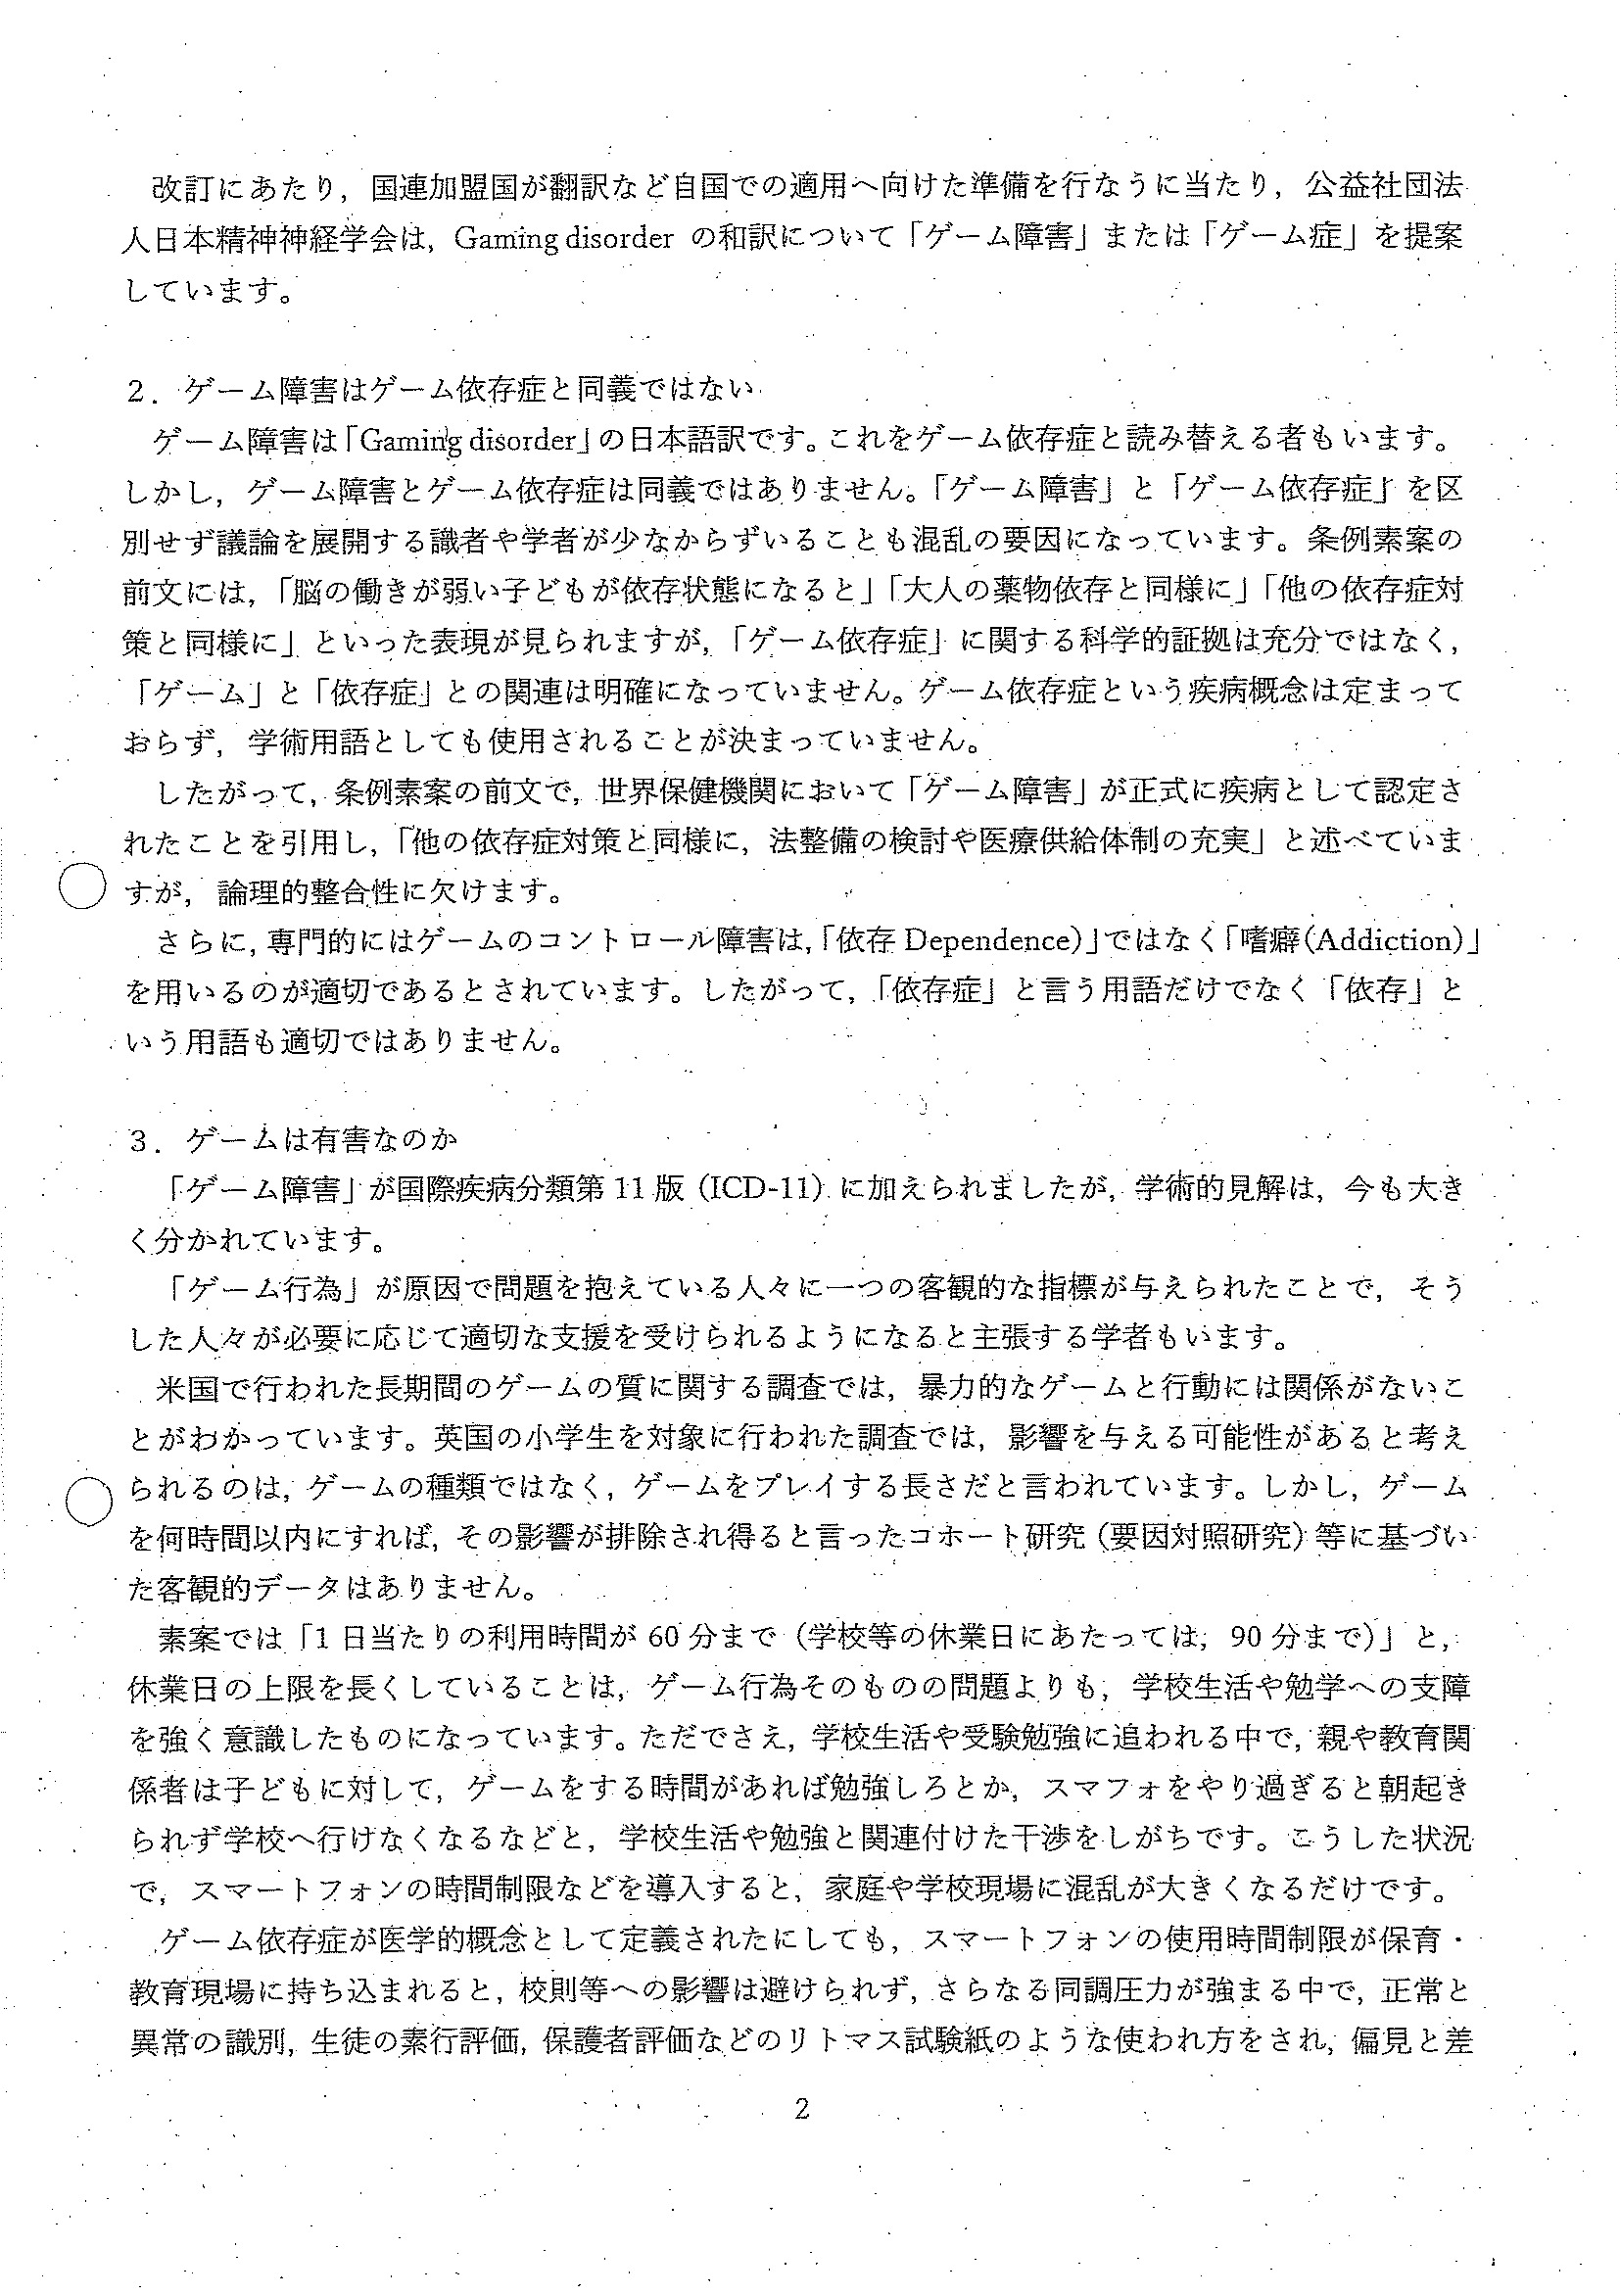 改訂にあたり，国連加盟国が翻訳など自国での適用へ向けた準備を行なうに当たり，公益社団法
人日本精神神経学会は，Gaming disorder の和訳について「ゲーム障害」または「ゲーム症」を提案
しています。
2．ゲーム障害はゲーム依存症と同義ではない
ゲーム障害は「Gaming disorder」の日本語訳です。これをゲーム依存症と読み替える者もいます。
しかし，ゲーム障害とゲーム依存症は同義ではありません。「ゲーム障害」と「ゲーム依存症」を区
別せず議論を展開する識者や学者が少なからずいることも混乱の要因になっています。条例素案の
前文には，「脳の働きが弱い子どもが依存状態になると」「大人の薬物依存と同様に」「他の依存症対
策と同様に」といった表現が見られますが，「ゲーム依存症」に関する科学的証拠は充分ではなく，
「ゲーム」と「依存症」との関連は明確になっていません。ゲーム依存症という疾病概念は定まって
おらず，学術用語としても使用されることが決まっていません。
したがって，条例素案の前文で，世界保健機関において「ゲーム障害」が正式に疾病として認定さ
れたことを引用し，「他の依存症対策と同様に，法整備の検討や医療供給体制の充実」と述べていま
すが，論理的整合性に欠けます。
さらに，専門的にはゲームのコントロール障害は，「依存 Dependence）」ではなく「嗜癖（Addiction）」
を用いるのが適切であるとされています。したがって，「依存症」と言う用語だけでなく「依存」と
いう用語も適切ではありません。
3．ゲームは有害なのか
「ゲーム障害」が国際疾病分類第 11 版（ICD-11）に加えられましたが，学術的見解は，今も大き
く分かれています。
「ゲーム行為」が原因で問題を抱えている人々に一つの客観的な指標が与えられたことで，そう
した人々が必要に応じて適切な支援を受けられるようになると主張する学者もいます。
米国で行われた長期間のゲームの質に関する調査では，暴力的なゲームと行動には関係がないこ
とがわかっています。英国の小学生を対象に行われた調査では，影響を与える可能性があると考え
られるのは，ゲームの種類ではなく，ゲームをプレイする長さだと言われています。しかし，ゲーム
を何時間以内にすれば，その影響が排除され得ると言ったコホート研究（要因対照研究）等に基づい
た客観的データはありません。
素案では「1 日当たりの利用時間が 60 分まで（学校等の休業日にあたっては，90 分まで）」と，
休業日の上限を長くしていることは，ゲーム行為そのものの問題よりも，学校生活や勉学への支障
を強く意識したものになっています。ただでさえ，学校生活や受験勉強に追われる中で，親や教育関
係者は子どもに対して，ゲームをする時間があれば勉強しろとか，スマフォをやり過ぎると朝起き
られず学校へ行けなくなるなどと，学校生活や勉強と関連付けた干渉をしがちです。こうした状況
で，スマートフォンの時間制限などを導入すると，家庭や学校現場に混乱が大きくなるだけです。
ゲーム依存症が医学的概念として定義されたにしても，スマートフォンの使用時間制限が保育・
教育現場に持ち込まれると，校則等への影響は避けられず，さらなる同調圧力が強まる中で，正常と
異常の識別，生徒の素行評価，保護者評価などのリトマス試験紙のような使われ方をされ，偏見と差
2